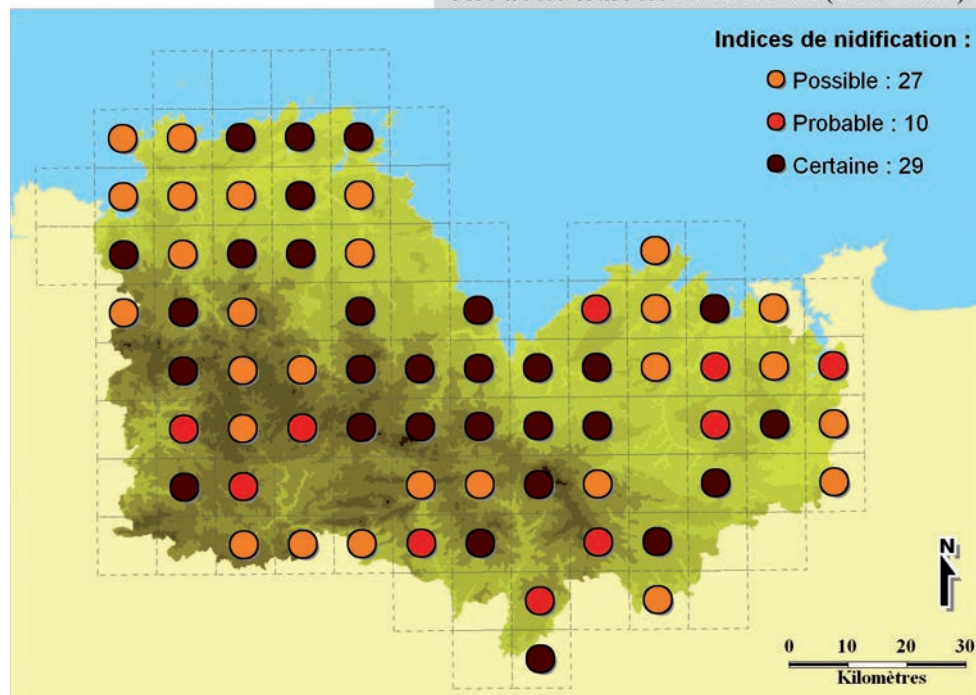 Indices de nidification :
Possible : 27
Probable : 10
Certaine : 29
N
0 10 20 30
Kilomètres